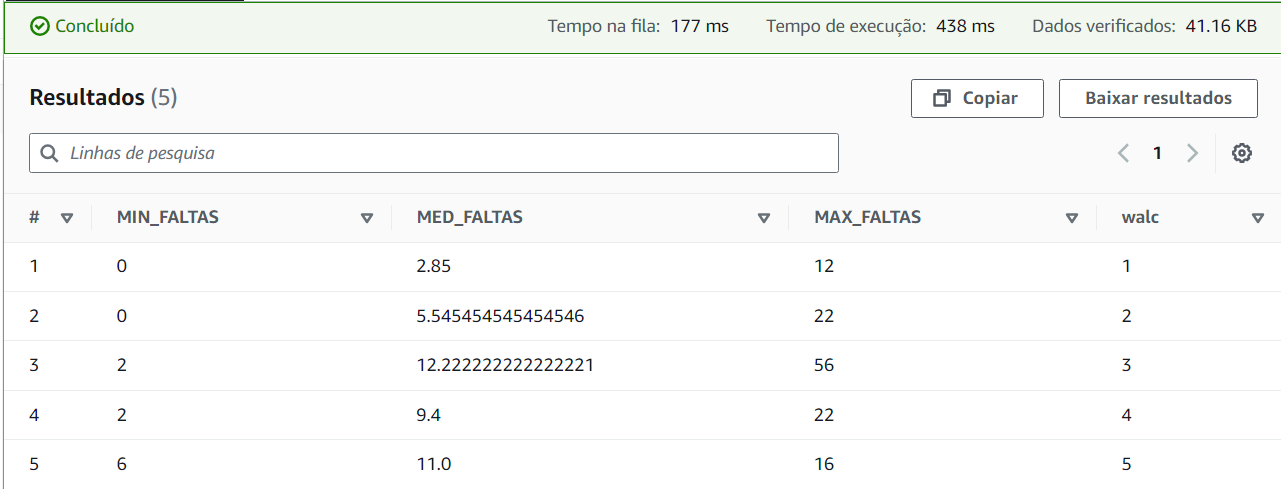 Concluído Tempo na fila: 177 ms Tempo de execução: 438 ms Dados verificados: 41.16 KB
Resultados (5) Copiar Baixar resultados
Linhas de pesquisa 1
# MIN_FALTAS MED_FALTAS MAX_FALTAS walc
1 0 2.85 12 1
2 0 5.545454545454546 22 2
3 2 12.222222222222221 56 3
4 2 9.4 22 4
5 6 11.0 16 5